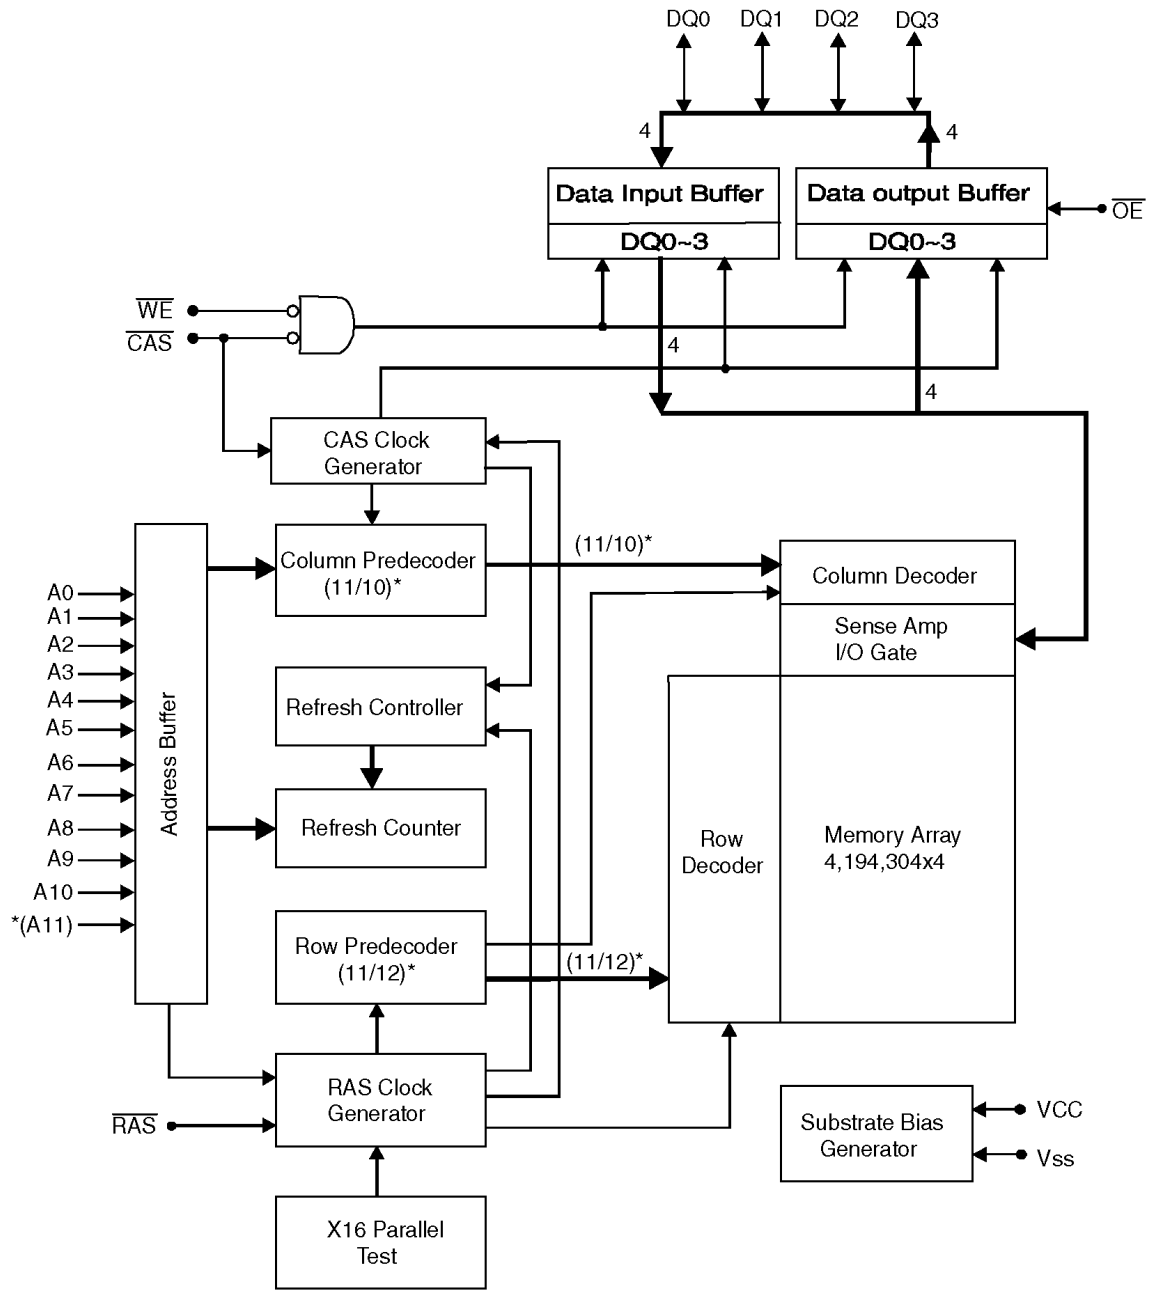 DQ0 DQ1 DQ2 DQ3
4 4
Data Input Buffer
DQ0~3
Data output Buffer
DQ0~3
OE
WE
CAS
4
4
CAS Clock
Generator
Column Predecoder
(11/10)*
(11/10)*
Column Decoder
Sense Amp
I/O Gate
A0
A1
A2
A3
A4
A5
A6
A7
A8
A9
A10
*(A11)
Address Buffer
Refresh Controller
Refresh Counter
Row
Decoder
Memory Array
4,194,304x4
Row Predecoder
(11/12)*
(11/12)*
RAS Clock
Generator
RAS
Substrate Bias
Generator
VCC
Vss
X16 Parallel
Test